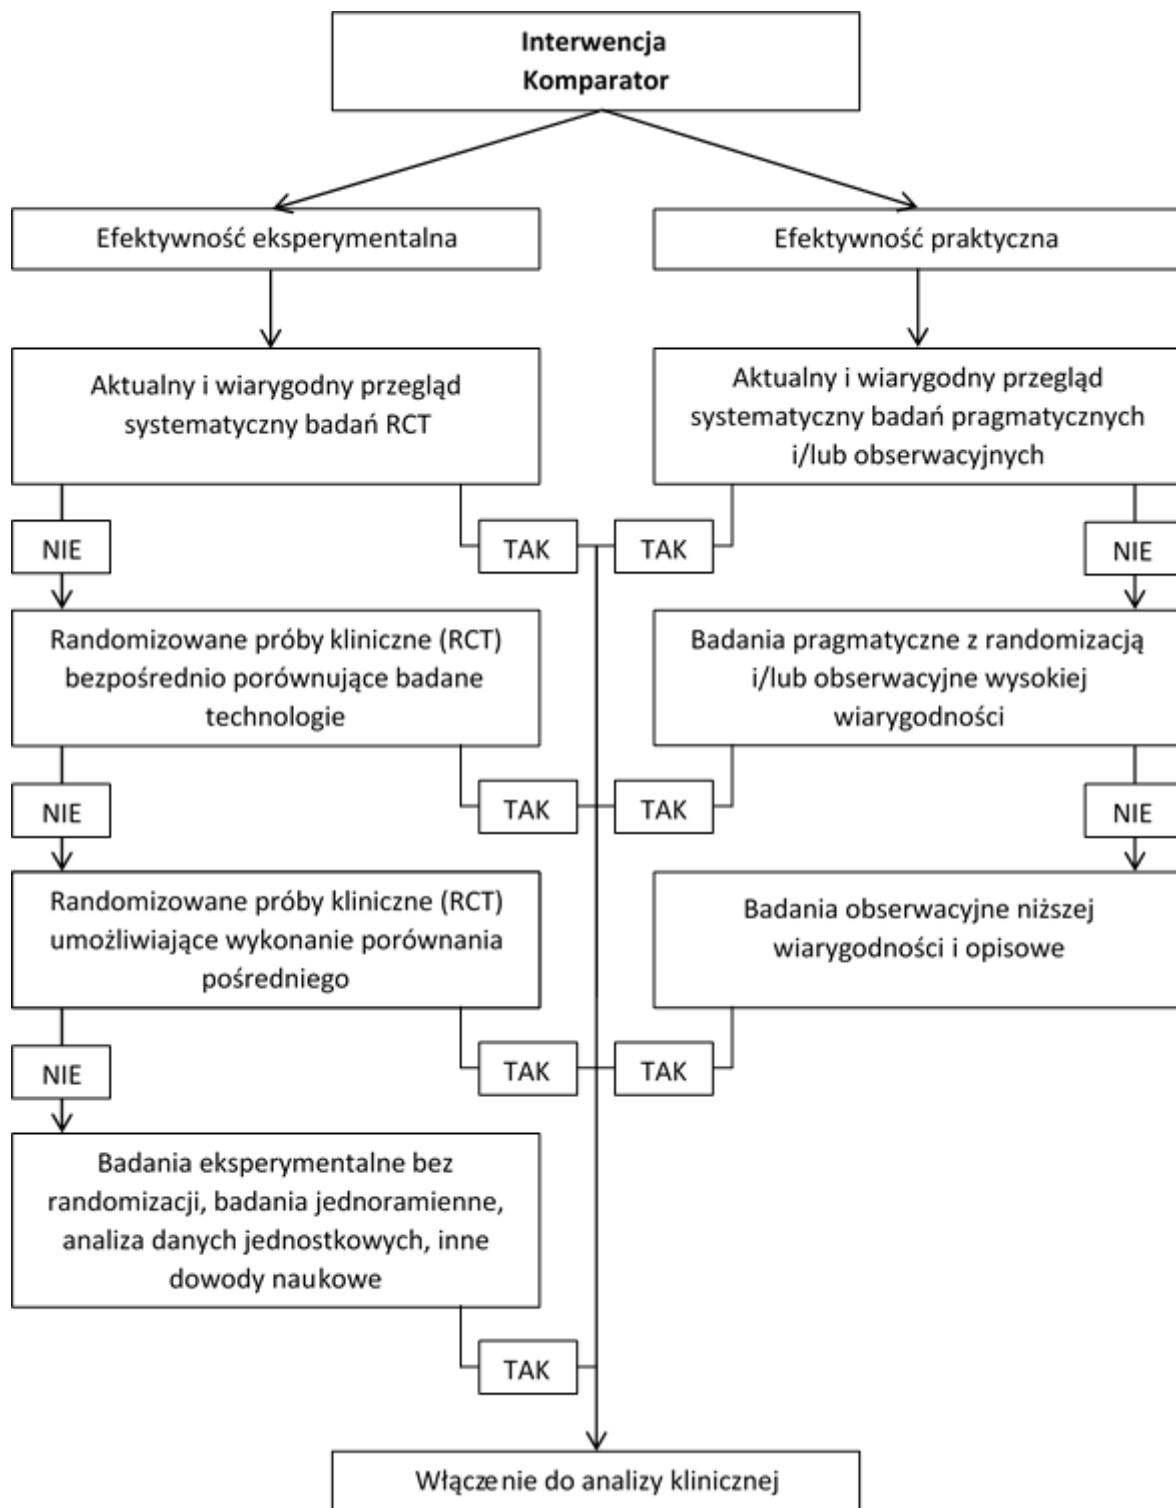 Interwencja
Komparator
Efektywność eksperymentalna
Efektywność praktyczna
Aktualny i wiarygodny przegląd
systematyczny badań RCT
Aktualny i wiarygodny przegląd
systematyczny badań pragmatycznych
i/lub obserwacyjnych
NIE
TAK
TAK
NIE
Randomizowane próby kliniczne (RCT)
bezpośrednio porównujące badane
technologie
Badania pragmatyczne z randomizacją
i/lub obserwacyjne wysokiej
wiarygodności
NIE
TAK
TAK
NIE
Randomizowane próby kliniczne (RCT)
umożliwiające wykonanie porównania
pośredniego
Badania obserwacyjne niższej
wiarygodności i opisowe
NIE
TAK
TAK
Badania eksperymentalne bez
randomizacji, badania jednoramienne,
analiza danych jednostkowych, inne
dowody naukowe
TAK
Włączenie do analizy klinicznej